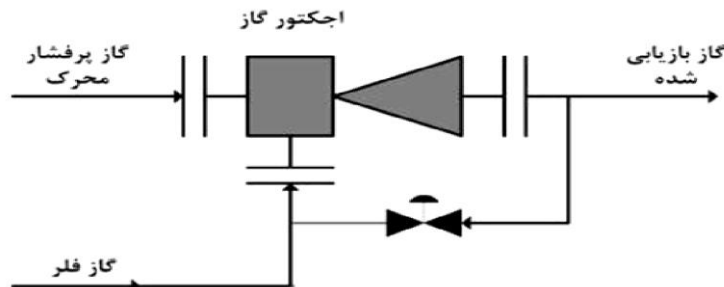 اجکتور گاز
گاز پرفشار
محرک
گاز بازیابی
شده
گاز فلر